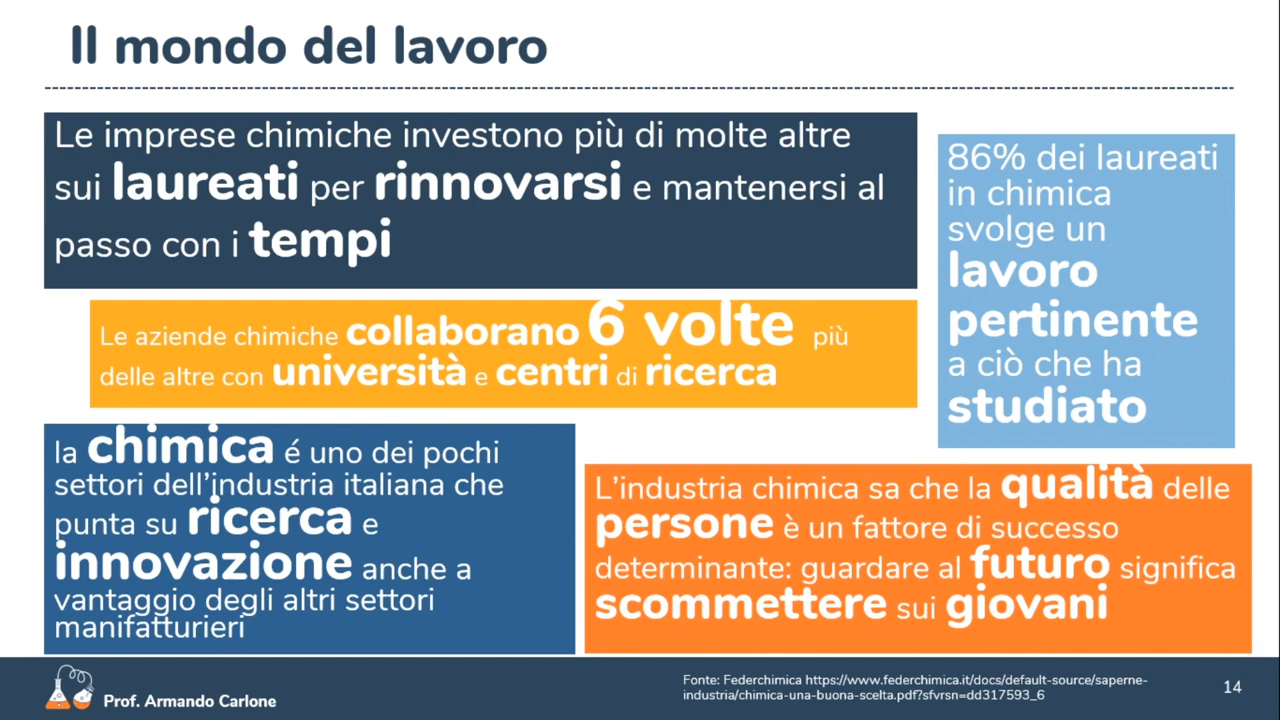 Il mondo del lavoro
Le imprese chimiche investono più di molte altre
sui laureati per rinnovarsi e mantenersi al
passo con i tempi
86% dei laureati
in chimica
svolge un
lavoro
pertinente
a ciò che ha
studiato
Le aziende chimiche collaborano 6 volte più
delle altre con università e centri di ricerca
la chimica é uno dei pochi
settori dell’industria italiana che
punta su ricerca e
innovazione anche a
vantaggio degli altri settori
manifatturieri
L’industria chimica sa che la qualità delle
persone è un fattore di successo
determinante: guardare al futuro significa
scommettere sui giovani
Prof. Armando Carlone
Fonte: Federchimica https://www.federchimica.it/docs/default-source/saperne-
industria/chimica-una-buona-scelta.pdf?sfvrsn=dd317593_6
14